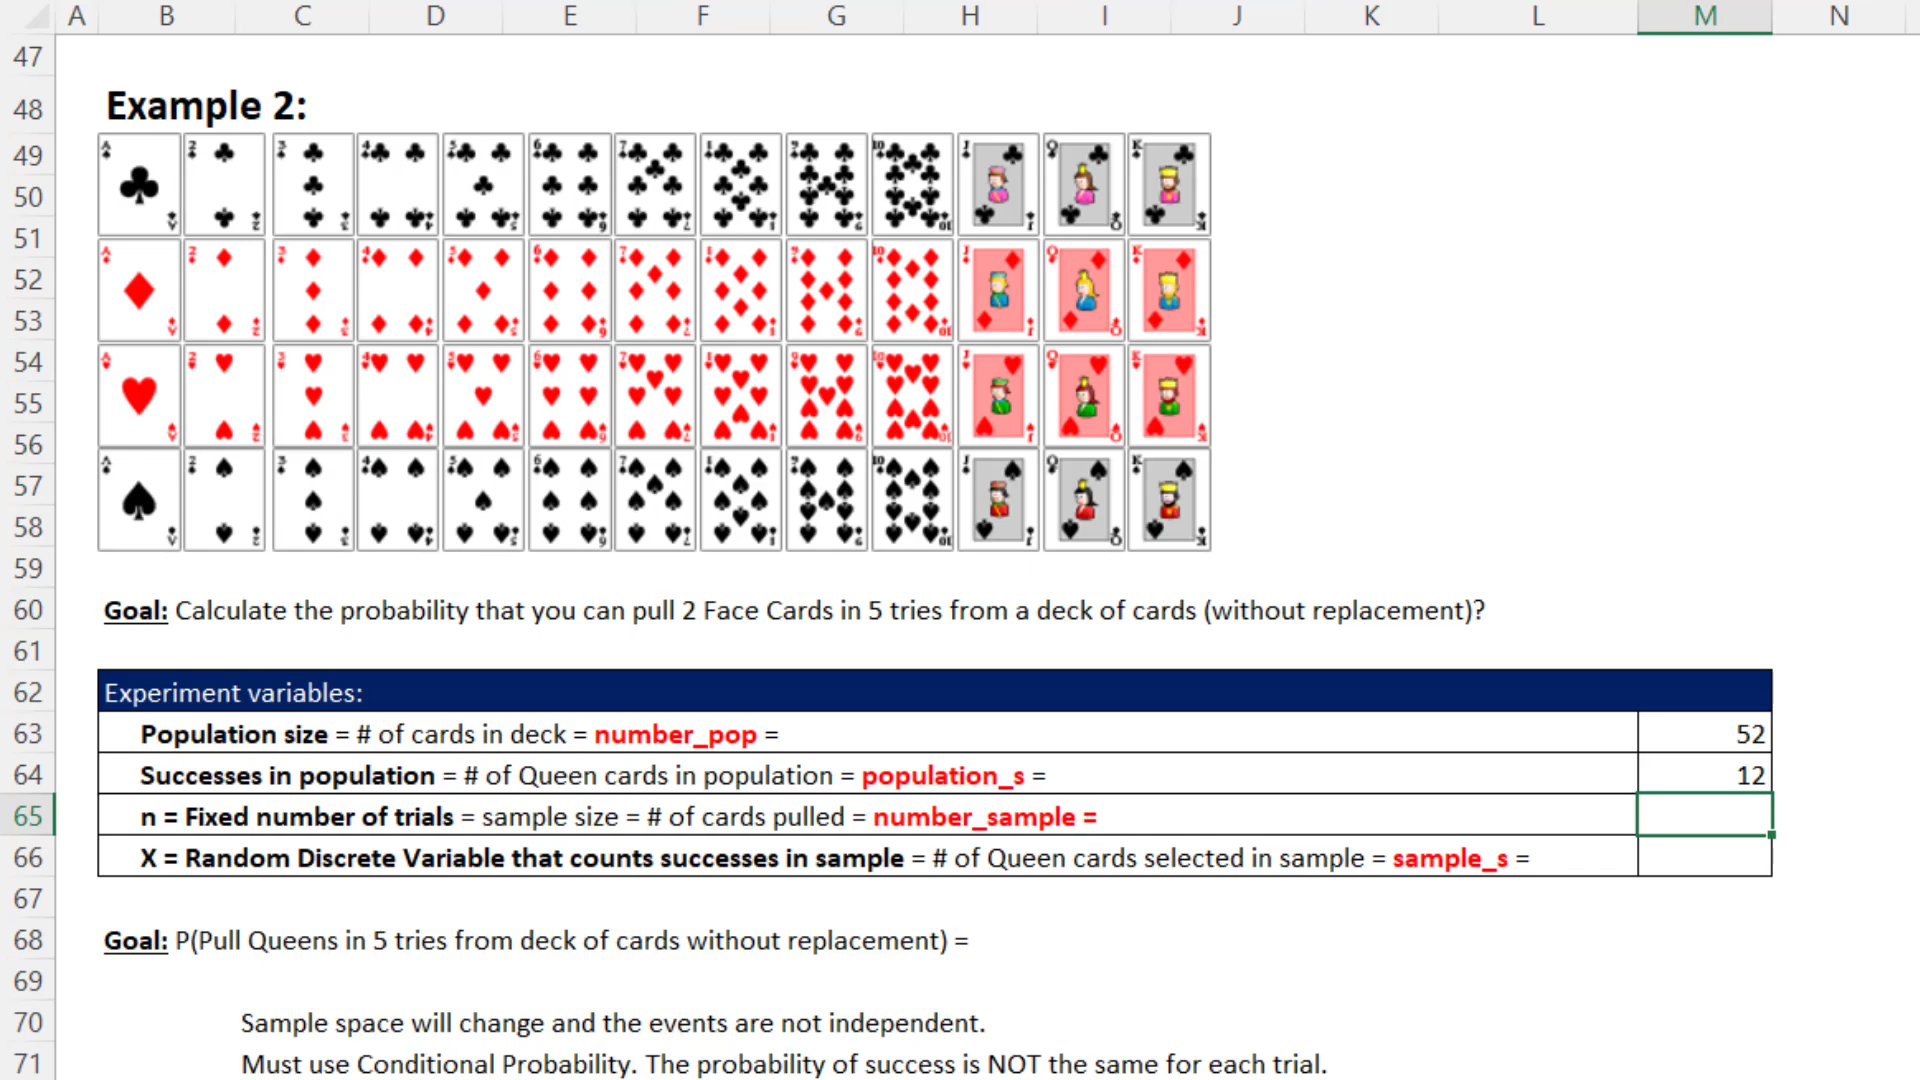 A B C D E F G H I J K L M N
47
48 Example 2:
49
50
51
52
53
54
55
56
57
58
59
60 Goal: Calculate the probability that you can pull 2 Face Cards in 5 tries from a deck of cards (without replacement)?
61
62 Experiment variables:
63 Population size = # of cards in deck = number_pop = 52
64 Successes in population = # of Queen cards in population = population_s = 12
65 n = Fixed number of trials = sample size = # of cards pulled = number_sample =
66 X = Random Discrete Variable that counts successes in sample = # of Queen cards selected in sample = sample_s =
67
68 Goal: P(Pull Queens in 5 tries from deck of cards without replacement) =
69
70 Sample space will change and the events are not independent.
71 Must use Conditional Probability. The probability of success is NOT the same for each trial.